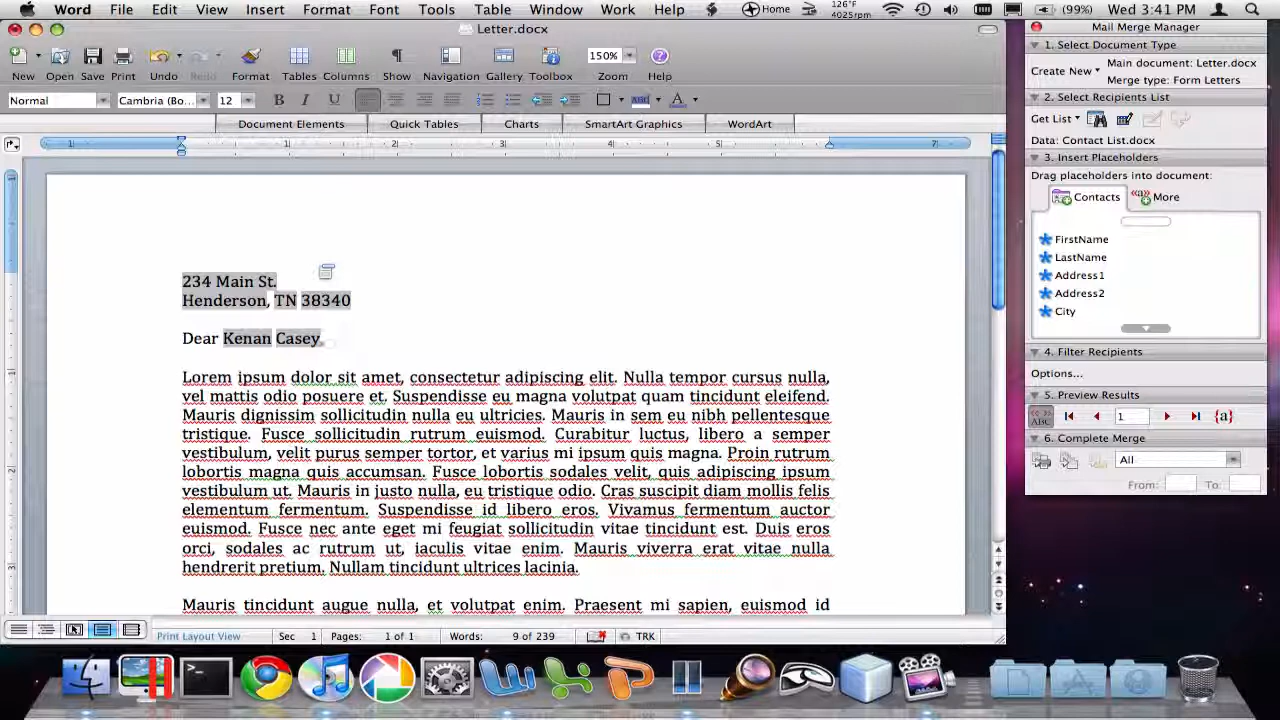 Word File Edit View Insert Format Font Tools Table Window Work Help Home 126°F 4025rpm (99%) Wed 3:41 PM
Letter.docx
New Open Save Print Undo Redo Format Tables Columns Show Navigation Gallery Toolbox 150% Zoom Help
Normal Cambria (Bo... 12 B I U ABC A
Document Elements Quick Tables Charts SmartArt Graphics WordArt
234 Main St.
Henderson, TN 38340
Dear Kenan Casey,
Lorem ipsum dolor sit amet, consectetur adipiscing elit. Nulla tempor cursus nulla,
vel mattis odio posuere et. Suspendisse eu magna volutpat quam tincidunt eleifend.
Mauris dignissim sollicitudin nulla eu ultricies. Mauris in sem eu nibh pellentesque
tristique. Fusce sollicitudin rutrum euismod. Curabitur luctus, libero a semper
vestibulum, velit purus semper tortor, et varius mi ipsum quis magna. Proin rutrum
lobortis magna quis accumsan. Fusce lobortis sodales velit, quis adipiscing ipsum
vestibulum ut. Mauris in justo nulla, eu tristique odio. Cras suscipit diam mollis felis
elementum fermentum. Suspendisse id libero eros. Vivamus fermentum auctor
euismod. Fusce nec ante eget mi feugiat sollicitudin vitae tincidunt est. Duis eros
orci, sodales ac rutrum ut, iaculis vitae enim. Mauris viverra erat vitae nulla
hendrerit pretium. Nullam tincidunt ultrices lacinia.
Mauris tincidunt augue nulla, et volutpat enim. Praesent mi sapien, euismod id
Print Layout View Sec 1 Pages: 1 of 1 Words: 9 of 239 TRK
Mail Merge Manager
1. Select Document Type
Create New
Main document: Letter.docx
Merge type: Form Letters
2. Select Recipients List
Get List
Data: Contact List.docx
3. Insert Placeholders
Drag placeholders into document:
Contacts More
FirstName
LastName
Address1
Address2
City
4. Filter Recipients
Options...
5. Preview Results
«» ABC 1 {a}
6. Complete Merge
All
From: To: